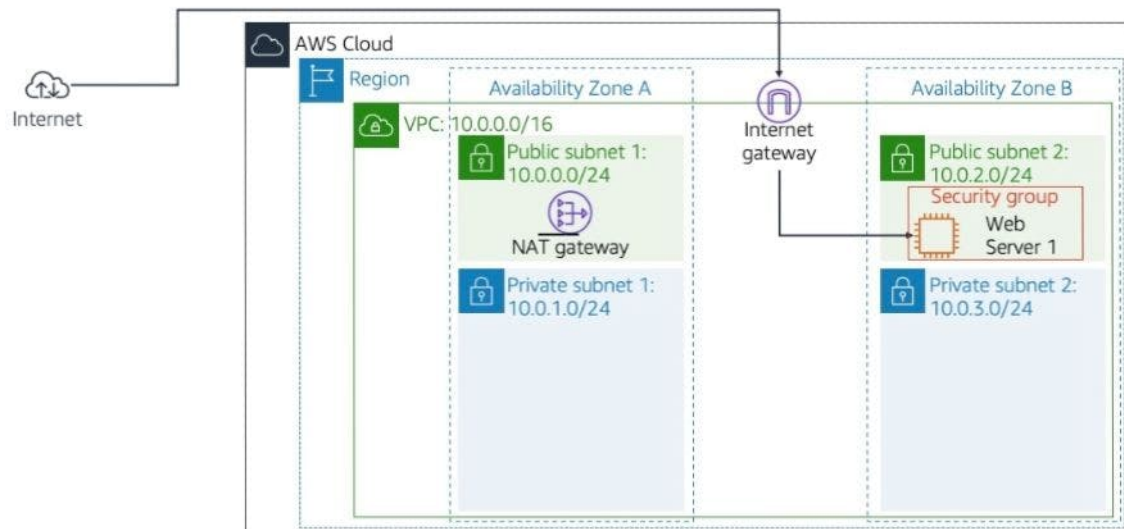 AWS Cloud
Region
Availability Zone A
Availability Zone B
Internet
VPC: 10.0.0.0/16
Internet
gateway
Public subnet 1:
10.0.0.0/24
NAT gateway
Public subnet 2:
10.0.2.0/24
Security group
Web
Server 1
Private subnet 1:
10.0.1.0/24
Private subnet 2:
10.0.3.0/24